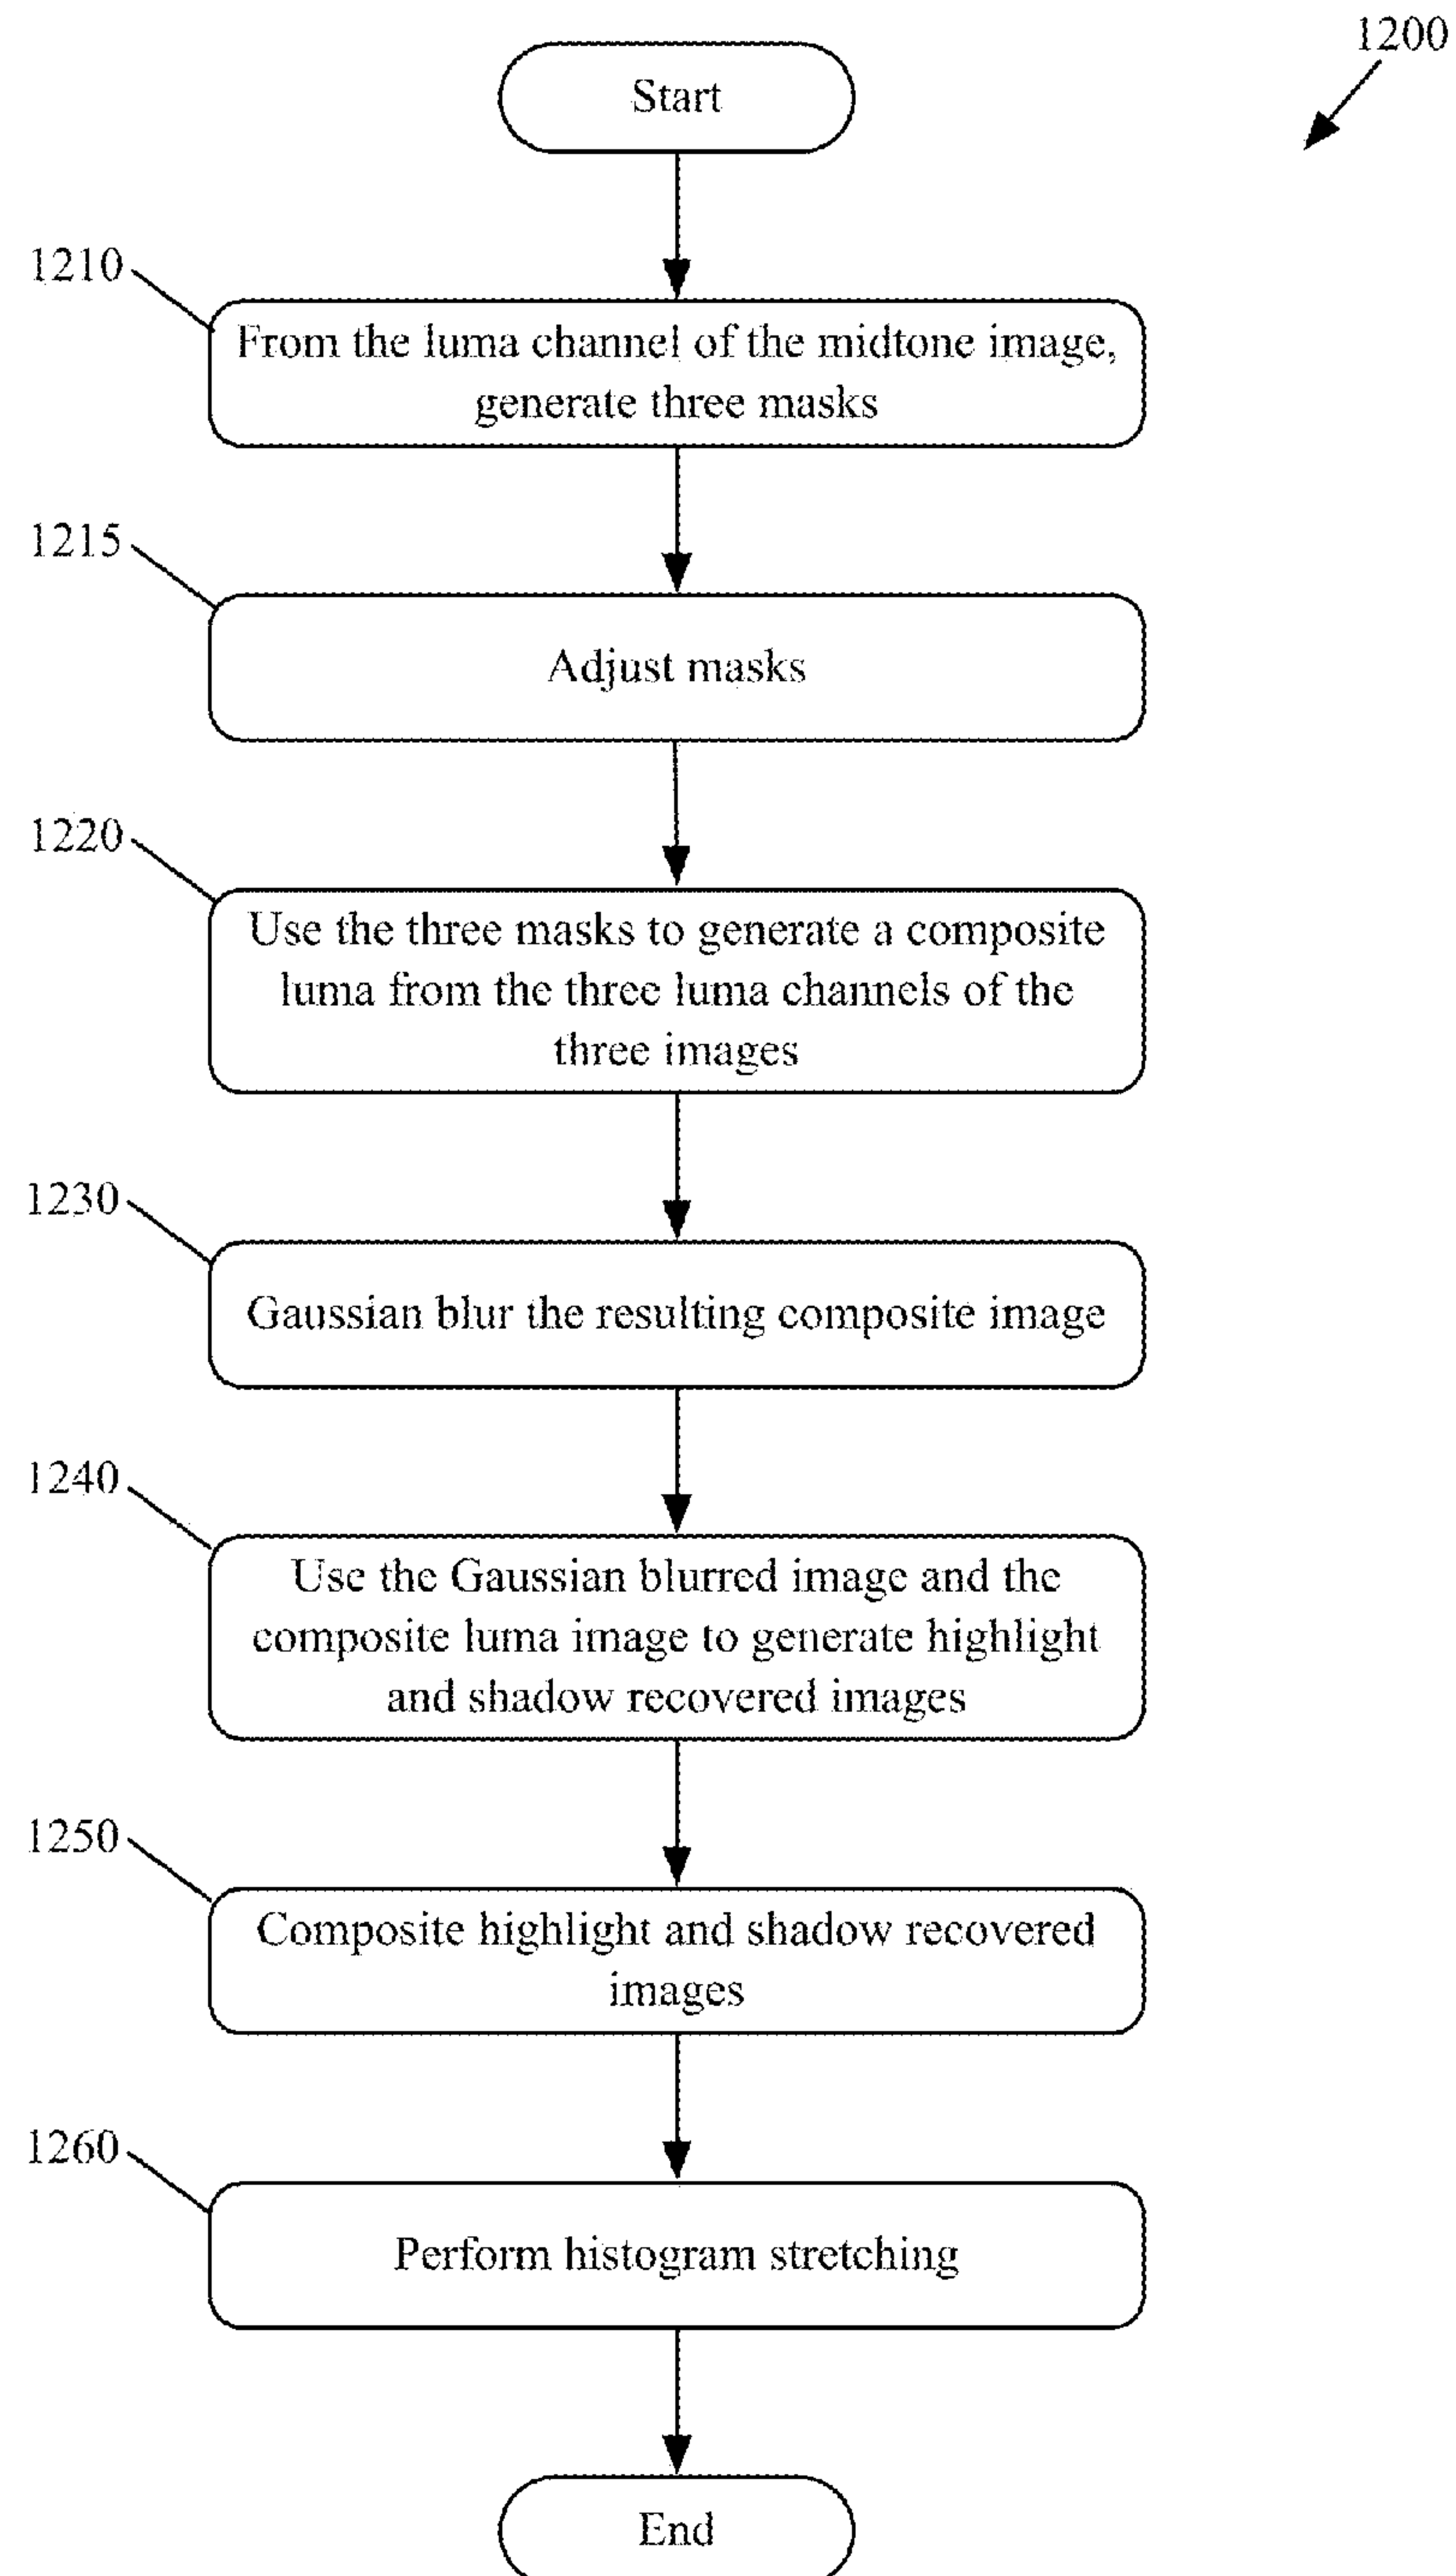 1200
Start
1210
From the luma channel of the midtone image,
generate three masks
1215
Adjust masks
1220
Use the three masks to generate a composite
luma from the three luma channels of the
three images
1230
Gaussian blur the resulting composite image
1240
Use the Gaussian blurred image and the
composite luma image to generate highlight
and shadow recovered images
1250
Composite highlight and shadow recovered
images
1260
Perform histogram stretching
End